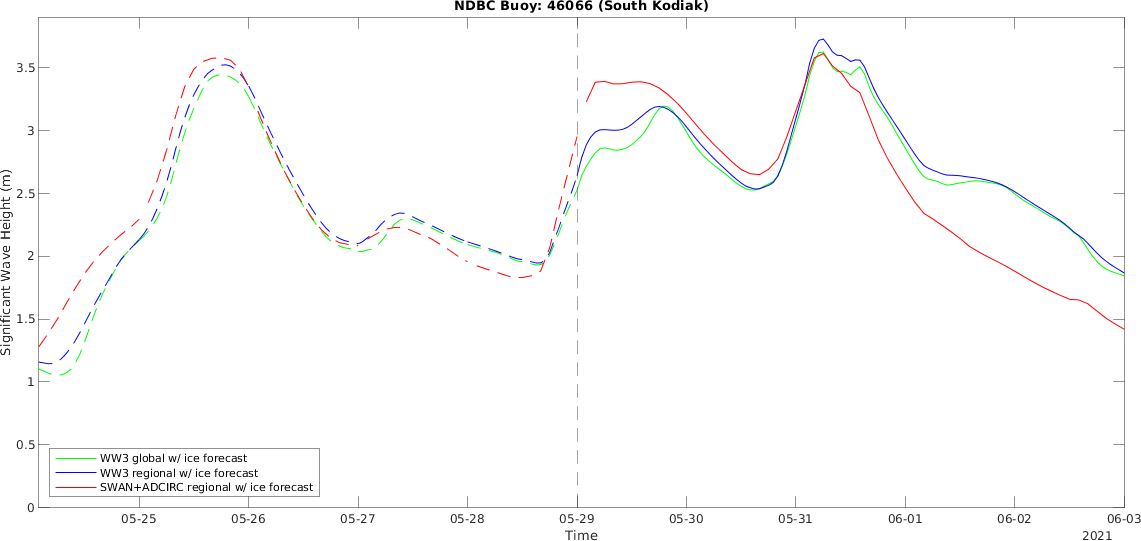 NDBC Buoy: 46066 (South Kodiak)
Significant Wave Height (m)
3.5
3
2.5
2
1.5
1
0.5
0
WW3 global w/ ice forecast
WW3 regional w/ ice forecast
SWAN+ADCIRC regional w/ ice forecast
05-25 05-26 05-27 05-28 05-29 05-30 05-31 06-01 06-02 06-03
Time
2021